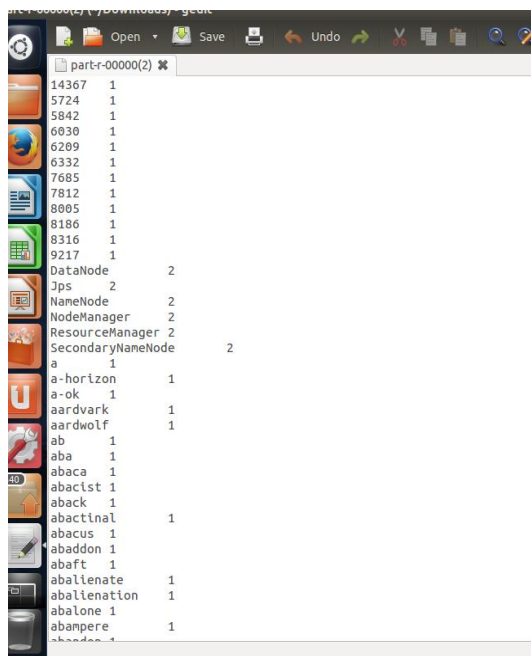 part-r-00000(2) (~/Downloads) - gedit
Open Save Undo
part-r-00000(2)
14367 1
5724 1
5842 1
6030 1
6209 1
6332 1
7685 1
7812 1
8005 1
8186 1
8316 1
9217 1
DataNode 2
Jps 2
NameNode 2
NodeManager 2
ResourceManager 2
SecondaryNameNode 2
a 1
a-horizon 1
a-ok 1
aardvark 1
aardwolf 1
ab 1
aba 1
abaca 1
abacist 1
aback 1
abactinal 1
abacus 1
abaddon 1
abaft 1
abalienate 1
abalienation 1
abalone 1
abampere 1
abandon 1